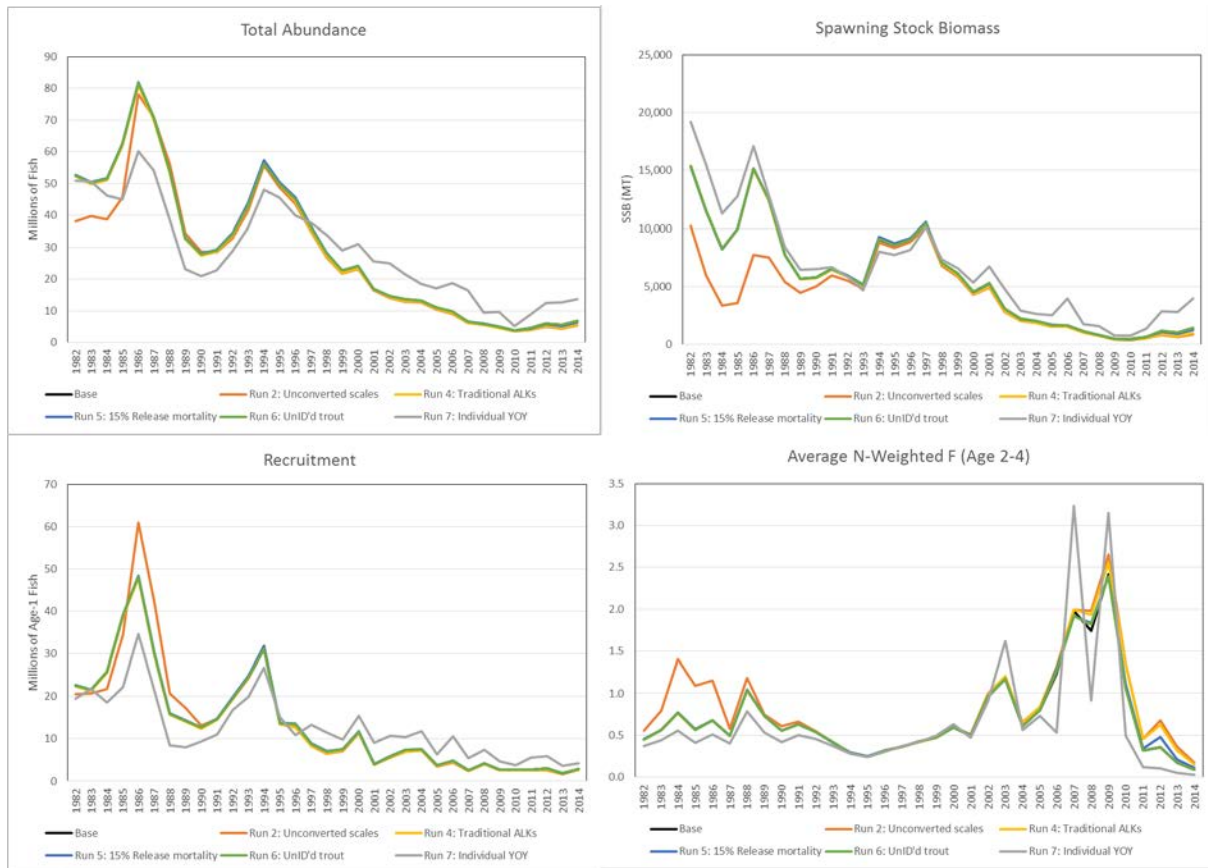 Total Abundance
Millions of Fish
90
80
70
60
50
40
30
20
10
0
1982 1983 1984 1985 1986 1987 1988 1989 1990 1991 1992 1993 1994 1995 1996 1997 1998 1999 2000 2001 2002 2003 2004 2005 2006 2007 2008 2009 2010 2011 2012 2013 2014
Base Run 2: Unconverted scales Run 4: Traditional ALKs
Run 5: 15% Release mortality Run 6: UnID'd trout Run 7: Individual YOY
Spawning Stock Biomass
SSB (MT)
25,000
20,000
15,000
10,000
5,000
0
1982 1983 1984 1985 1986 1987 1988 1989 1990 1991 1992 1993 1994 1995 1996 1997 1998 1999 2000 2001 2002 2003 2004 2005 2006 2007 2008 2009 2010 2011 2012 2013 2014
Base Run 2: Unconverted scales Run 4: Traditional ALKs
Run 5: 15% Release mortality Run 6: UnID'd trout Run 7: Individual YOY
Recruitment
Millions of Age-1 Fish
70
60
50
40
30
20
10
0
1982 1983 1984 1985 1986 1987 1988 1989 1990 1991 1992 1993 1994 1995 1996 1997 1998 1999 2000 2001 2002 2003 2004 2005 2006 2007 2008 2009 2010 2011 2012 2013 2014
Base Run 2: Unconverted scales Run 4: Traditional ALKs
Run 5: 15% Release mortality Run 6: UnID'd trout Run 7: Individual YOY
Average N-Weighted F (Age 2-4)
3.5
3.0
2.5
2.0
1.5
1.0
0.5
0.0
1982 1983 1984 1985 1986 1987 1988 1989 1990 1991 1992 1993 1994 1995 1996 1997 1998 1999 2000 2001 2002 2003 2004 2005 2006 2007 2008 2009 2010 2011 2012 2013 2014
Base Run 2: Unconverted scales Run 4: Traditional ALKs
Run 5: 15% Release mortality Run 6: UnID'd trout Run 7: Individual YOY